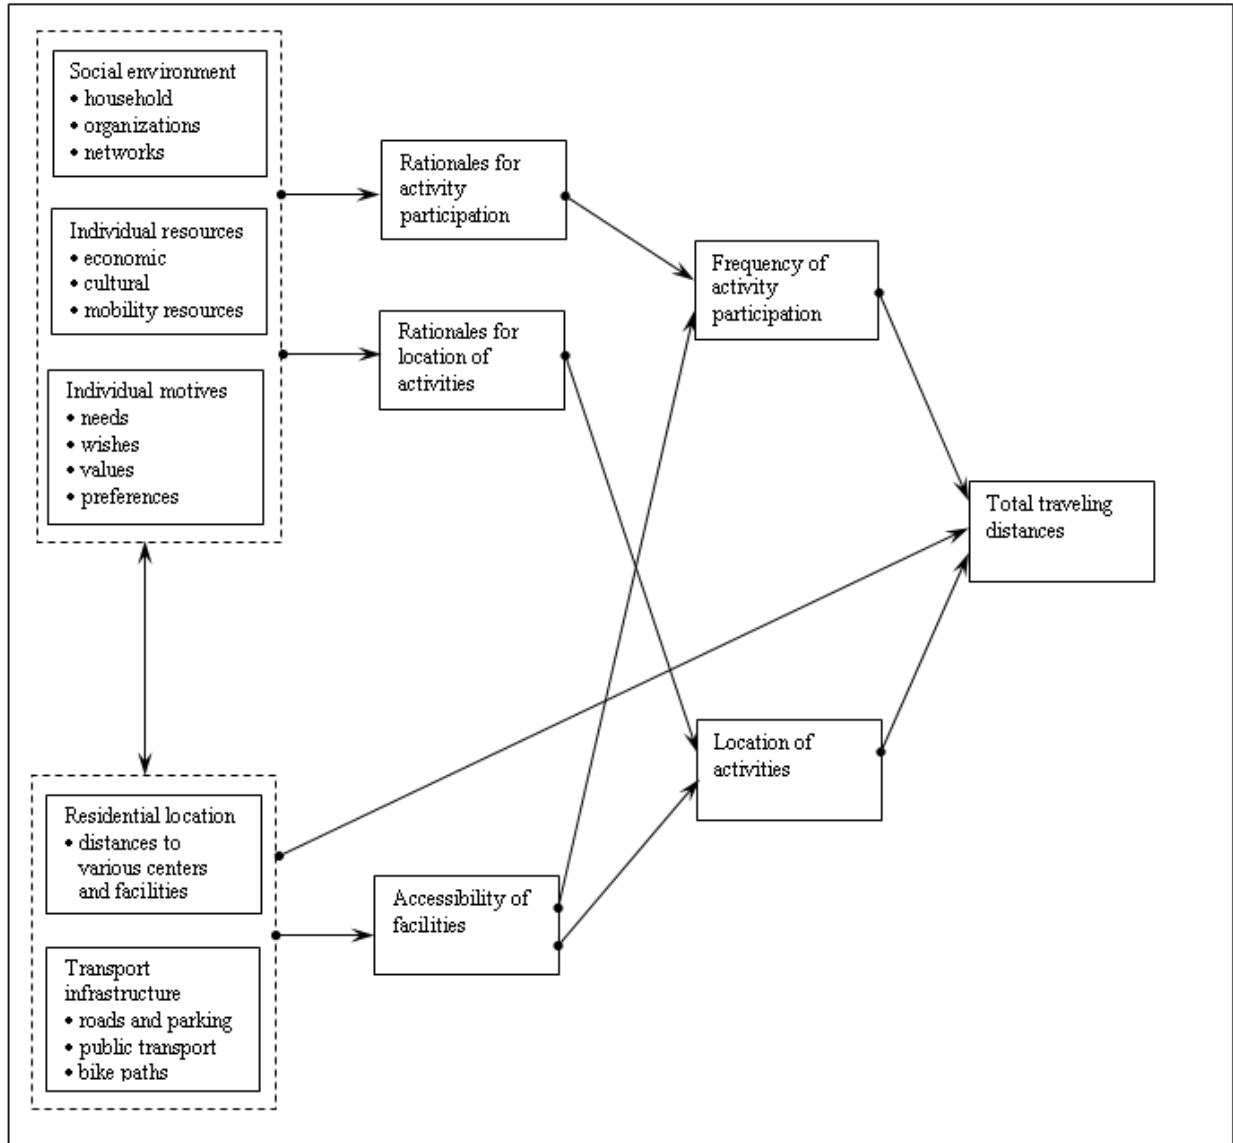 Social environment
• household
• organizations
• networks
Individual resources
• economic
• cultural
• mobility resources
Individual motives
• needs
• wishes
• values
• preferences
Rationales for
activity
participation
Rationales for
location of
activities
Frequency of
activity
participation
Total traveling
distances
Location of
activities
Residential location
• distances to
various centers
and facilities
Accessibility of
facilities
Transport
infrastructure
• roads and parking
• public transport
• bike paths